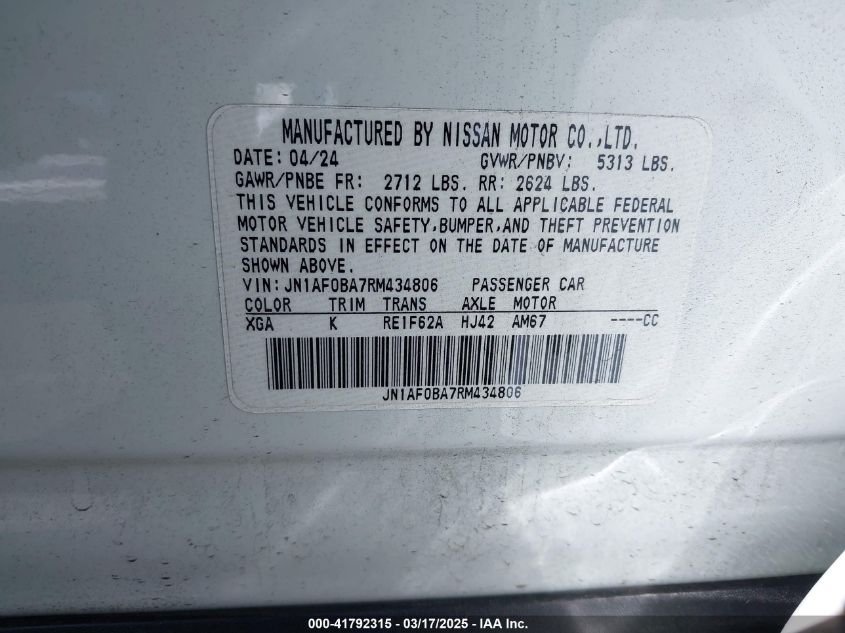 MANUFACTURED BY NISSAN MOTOR CO.,LTD.
DATE: 04/24 GVWR/PNBV: 5313 LBS.
GAWR/PNBE FR: 2712 LBS. RR: 2624 LBS.
THIS VEHICLE CONFORMS TO ALL APPLICABLE FEDERAL
MOTOR VEHICLE SAFETY,BUMPER,AND THEFT PREVENTION
STANDARDS IN EFFECT ON THE DATE OF MANUFACTURE
SHOWN ABOVE.
VIN: JN1AF0BA7RM434806 PASSENGER CAR
COLOR TRIM TRANS AXLE MOTOR
XGA K RE1F62A HJ42 AM67 ----CC
JN1AF0BA7RM434806
000-41792315 - 03/17/2025 - IAA Inc.